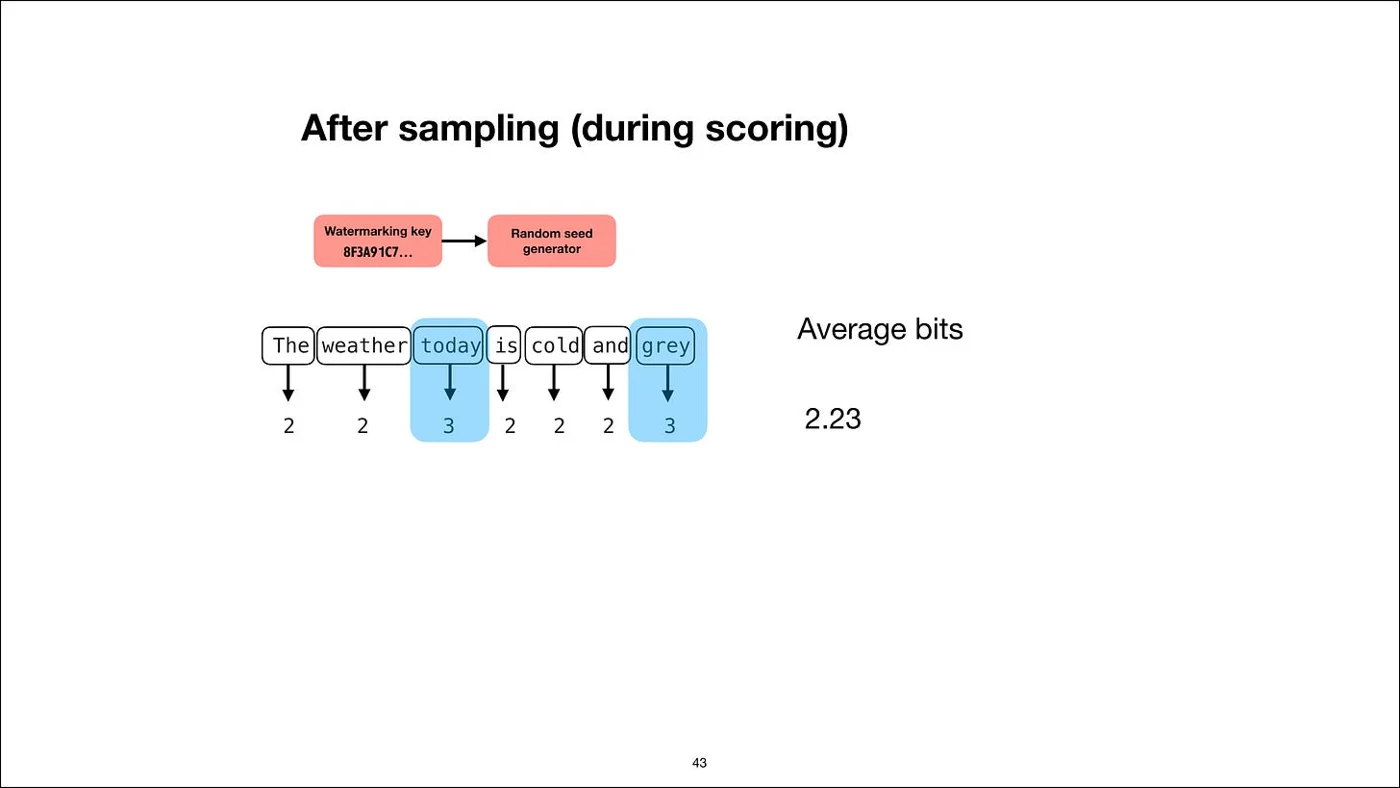 After sampling (during scoring)
Watermarking key
8F3A91C7...
Random seed
generator
The weather today is cold and grey
2 2 3 2 2 2 3
Average bits
2.23
43